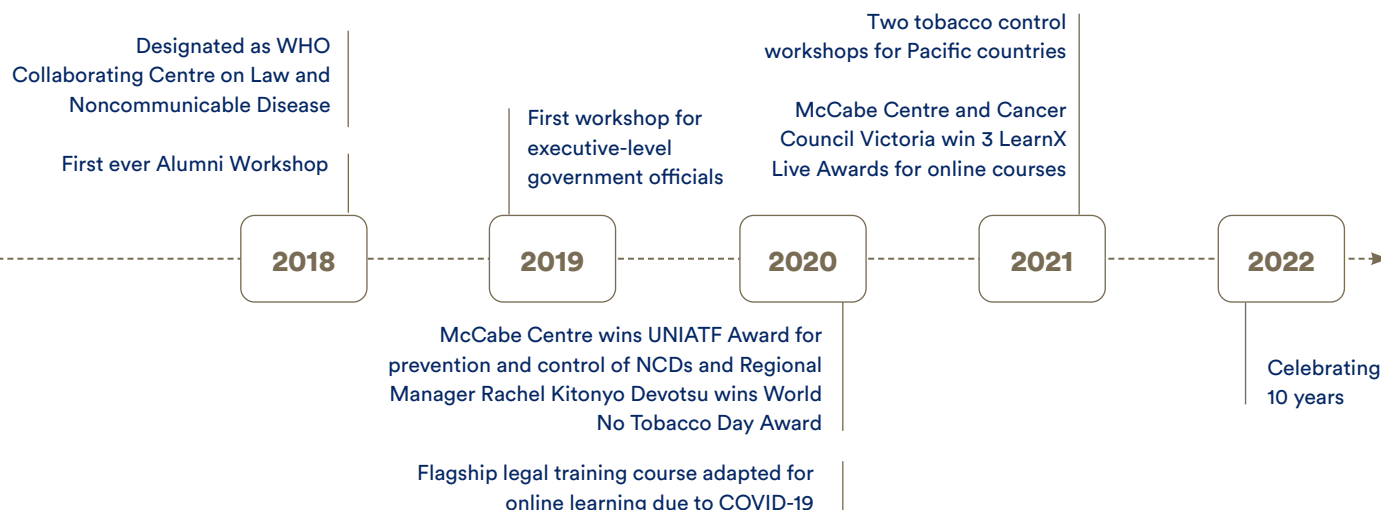 Designated as WHO
Collaborating Centre on Law and
Noncommunicable Disease
First ever Alumni Workshop
First workshop for
executive-level
government officials
Two tobacco control
workshops for Pacific countries
McCabe Centre and Cancer
Council Victoria win 3 LearnX
Live Awards for online courses
2018
2019
2020
2021
2022
McCabe Centre wins UNIATF Award for
prevention and control of NCDs and Regional
Manager Rachel Kitonyo Devotsu wins World
No Tobacco Day Award
Flagship legal training course adapted for
online learning due to COVID-19
Celebrating
10 years